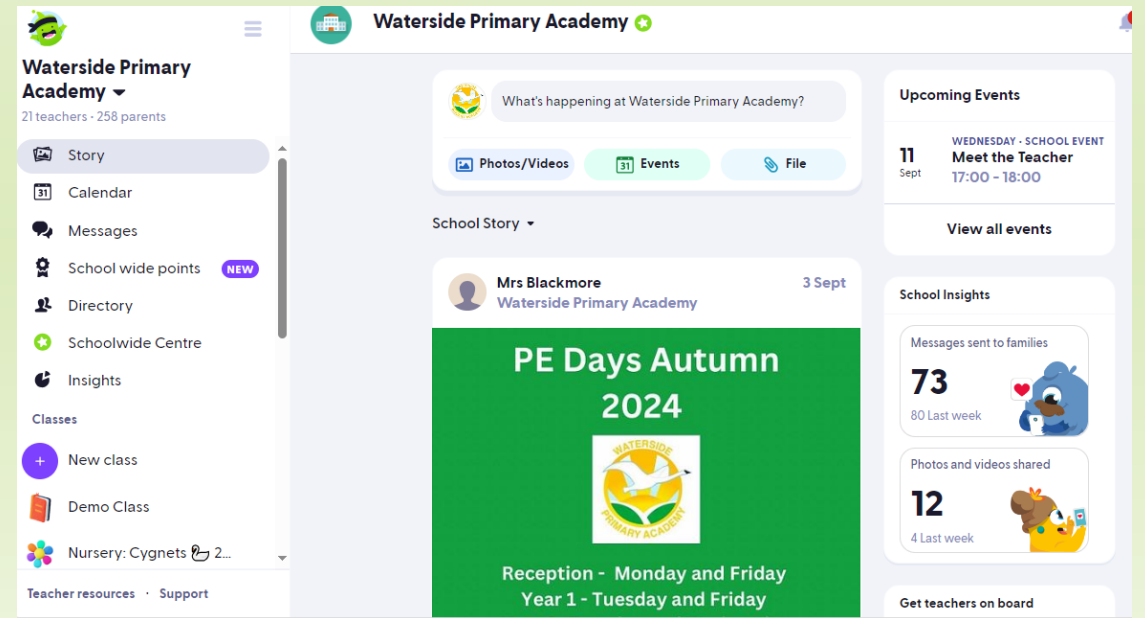 Waterside Primary
Academy
21 teachers · 258 parents
Story
31
Calendar
Messages
School wide points NEW
Directory
Schoolwide Centre
Insights
Classes
+
New class
Demo Class
Nursery: Cygnets 🦢 2...
Teacher resources · Support
Waterside Primary Academy
What's happening at Waterside Primary Academy?
Photos/Videos
31 Events
File
School Story
Mrs Blackmore
3 Sept
Waterside Primary Academy
PE Days Autumn
2024
WATERSIDE
PRIMARY ACADEMY
Reception - Monday and Friday
Year 1 - Tuesday and Friday
Upcoming Events
11
Sept
WEDNESDAY · SCHOOL EVENT
Meet the Teacher
17:00 - 18:00
View all events
School Insights
Messages sent to families
73
80 Last week
Photos and videos shared
12
4 Last week
Get teachers on board